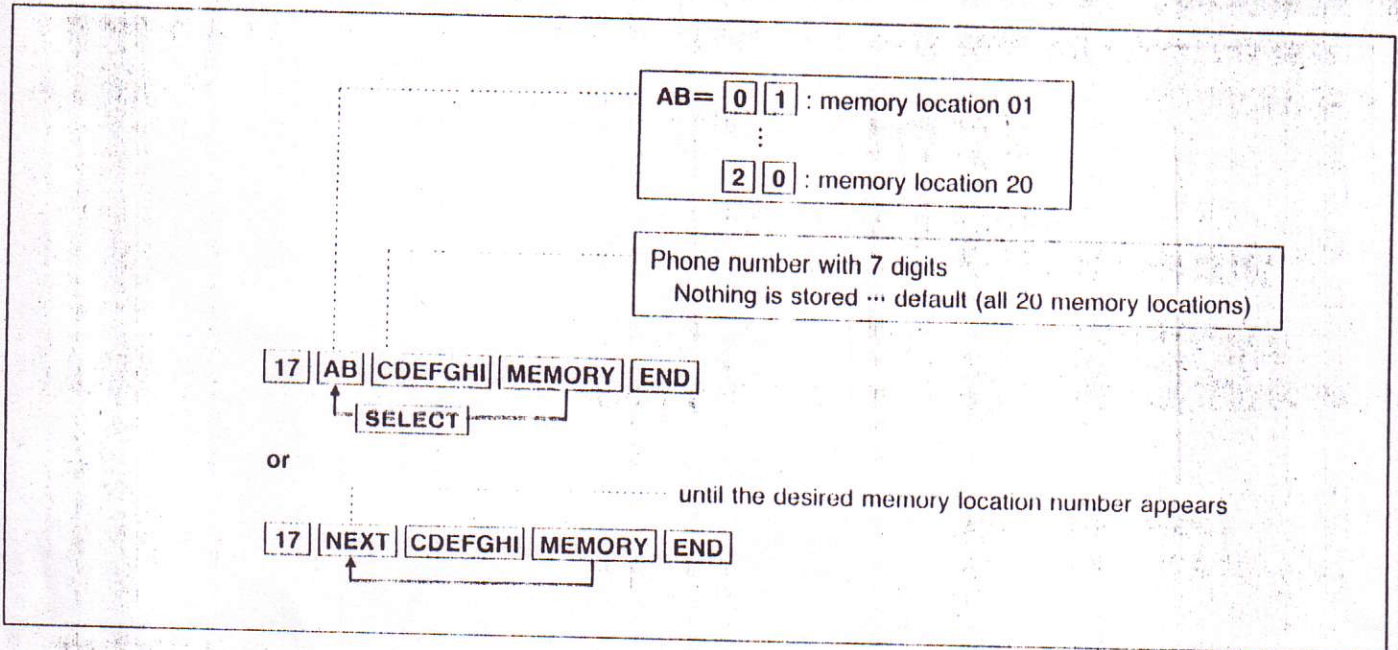 AB= 0 1 : memory location 01
⋮
2 0 : memory location 20
Phone number with 7 digits
Nothing is stored ··· default (all 20 memory locations)
17 AB CDEFGHI MEMORY END
SELECT
or
until the desired memory location number appears
17 NEXT CDEFGHI MEMORY END